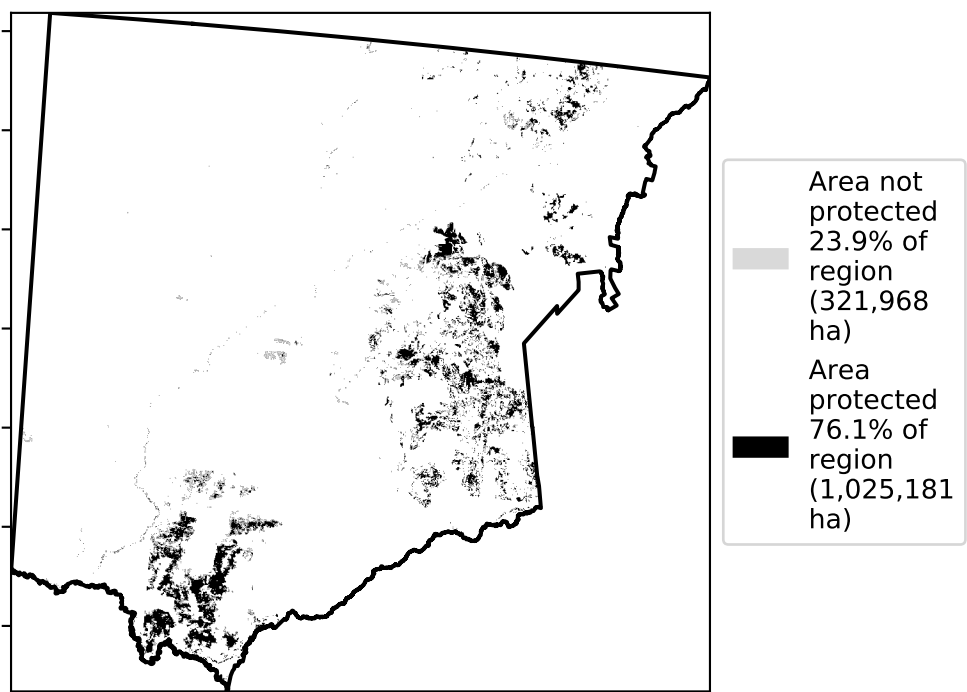 Area not
protected
23.9% of
region
(321,968
ha)
Area
protected
76.1% of
region
(1,025,181
ha)